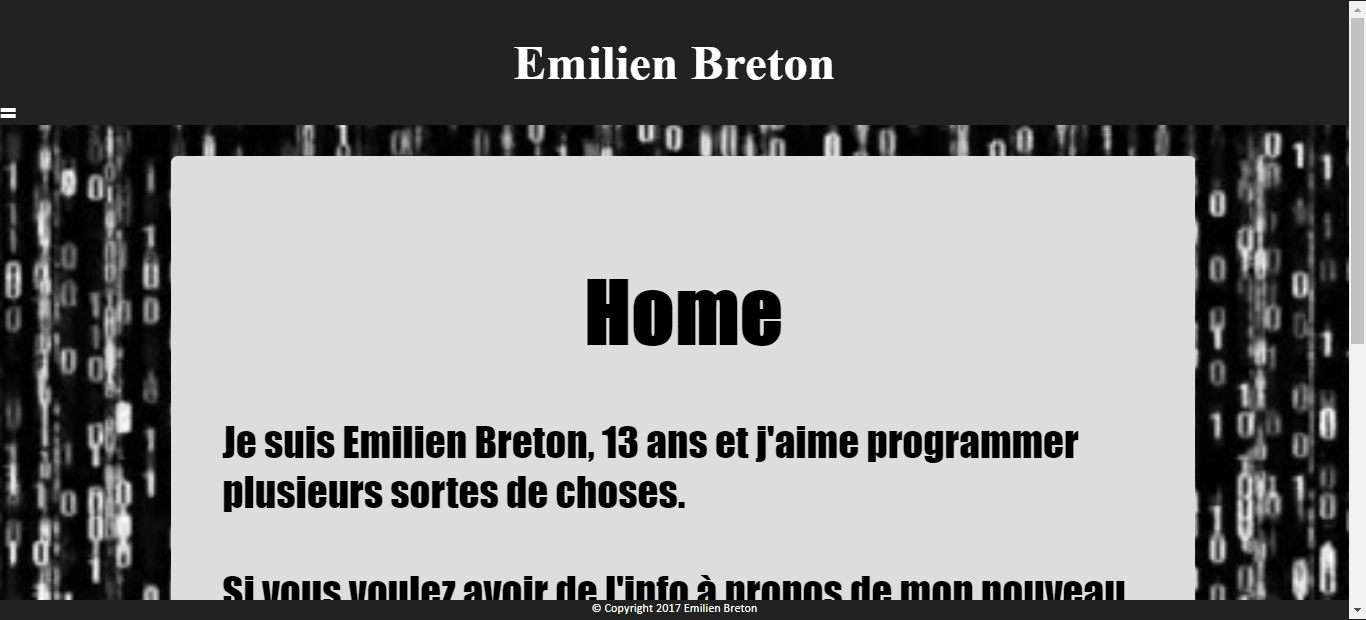 Emilien Breton
Home
Je suis Emilien Breton, 13 ans et j'aime programmer
plusieurs sortes de choses.
Si vous voulez avoir de l'info à propos de mon nouveau
© Copyright 2017 Emilien Breton